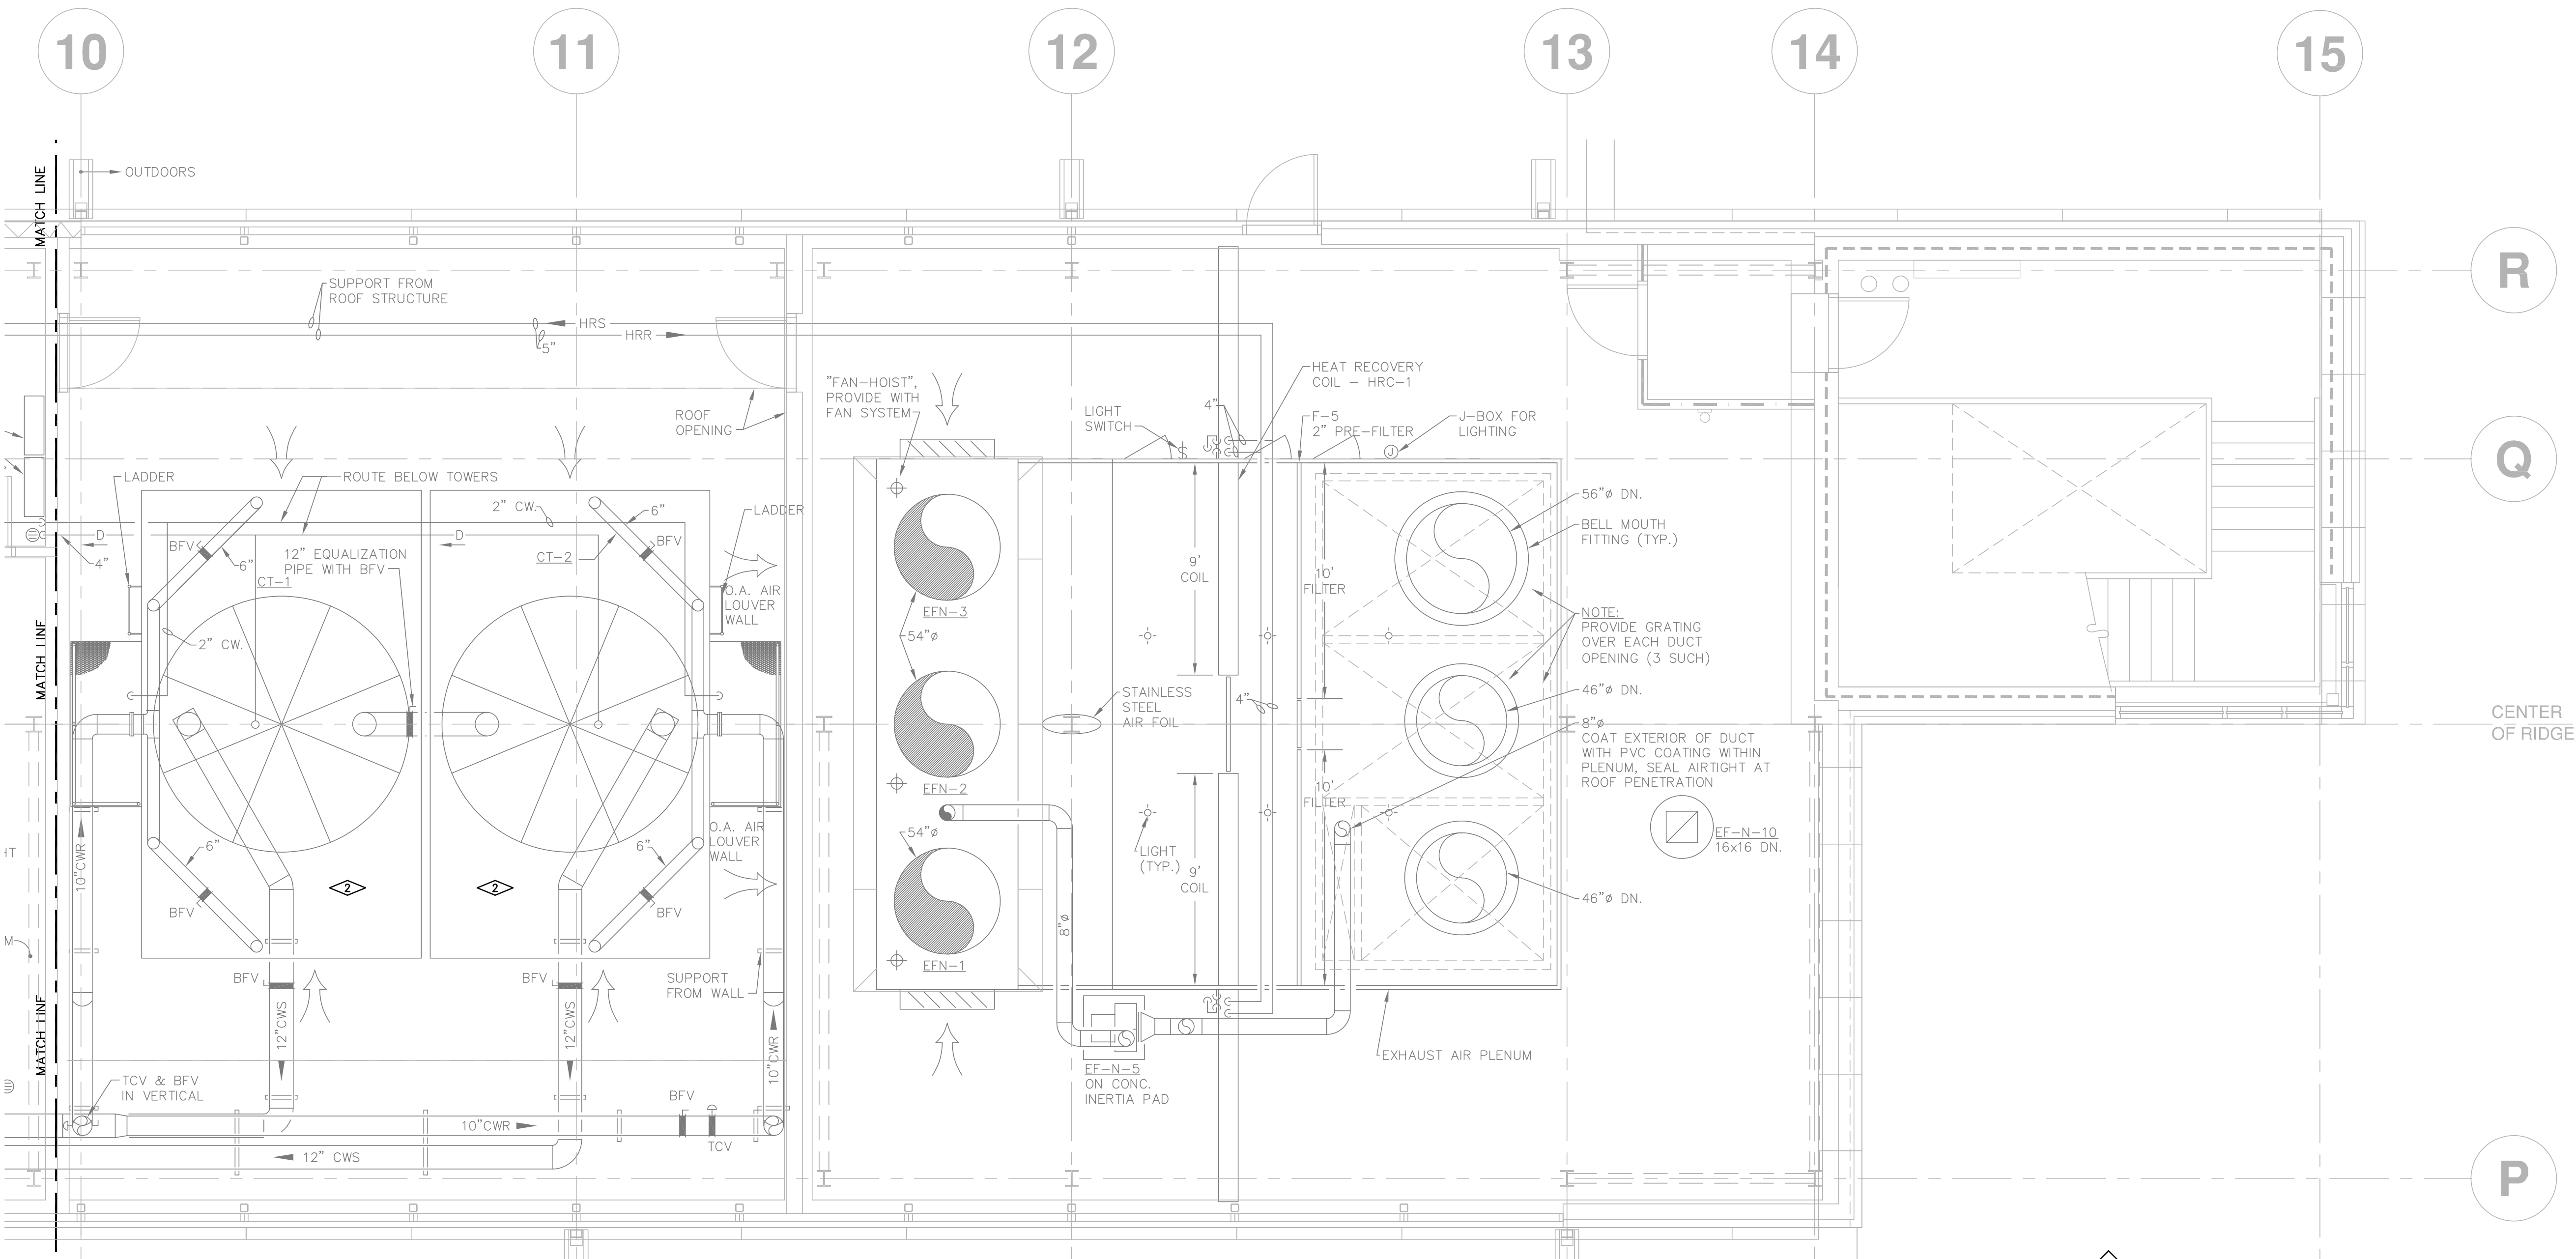 10
11
12
13
14
15
MATCH LINE
OUTDOORS
SUPPORT FROM
ROOF STRUCTURE
HRS
HRR
5"
R
"FAN-HOIST",
PROVIDE WITH
FAN SYSTEM
HEAT RECOVERY
COIL - HRC-1
ROOF
OPENING
LIGHT
SWITCH
$
4"
F-5
2" PRE-FILTER
J-BOX FOR
LIGHTING
J
Q
LADDER
ROUTE BELOW TOWERS
2" CW.
6"
LADDER
D
D
BFV
BFV
4"
6"
12" EQUALIZATION
PIPE WITH BFV
CT-1
CT-2
O.A. AIR
LOUVER
WALL
EFN-3
54"ø
9'
COIL
10'
FILTER
56"ø DN.
BELL MOUTH
FITTING (TYP.)
NOTE:
PROVIDE GRATING
OVER EACH DUCT
OPENING (3 SUCH)
MATCH LINE
2" CW.
STAINLESS
STEEL
AIR FOIL
4"
46"ø DN.
CENTER
OF RIDGE
8"ø
COAT EXTERIOR OF DUCT
WITH PVC COATING WITHIN
PLENUM, SEAL AIRTIGHT AT
ROOF PENETRATION
EFN-2
10'
FILTER
54"ø
O.A. AIR
LOUVER
WALL
EF-N-10
16x16 DN.
HT
10"CWR
6"
6"
LIGHT
(TYP.)
9'
COIL
2
2
BFV
BFV
46"ø DN.
8"ø
M
EFN-1
BFV
BFV
SUPPORT
FROM WALL
MATCH LINE
12"CWS
12"CWS
10"CWR
EXHAUST AIR PLENUM
EF-N-5
ON CONC.
INERTIA PAD
TCV & BFV
IN VERTICAL
BFV
10"CWR
TCV
12" CWS
P